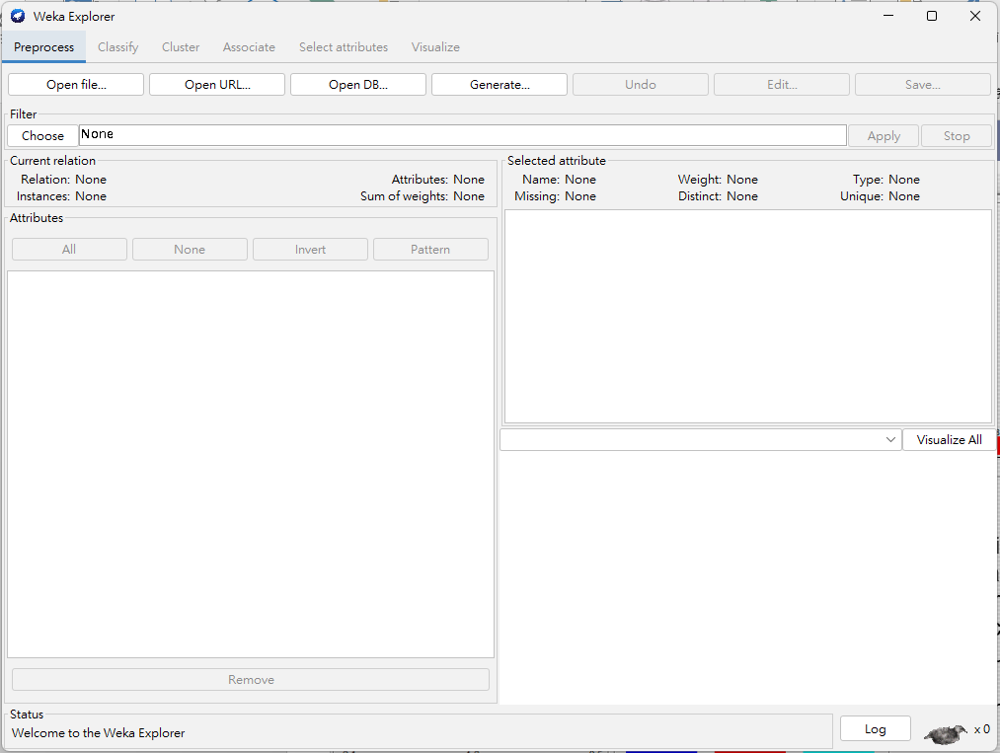 Weka Explorer
Preprocess Classify Cluster Associate Select attributes Visualize
Open file... Open URL... Open DB... Generate... Undo Edit... Save...
Filter
Choose None Apply Stop
Current relation
Relation: None Attributes: None
Instances: None Sum of weights: None
Selected attribute
Name: None Weight: None Type: None
Missing: None Distinct: None Unique: None
Attributes
All None Invert Pattern
Visualize All
Remove
Status
Welcome to the Weka Explorer
Log x 0